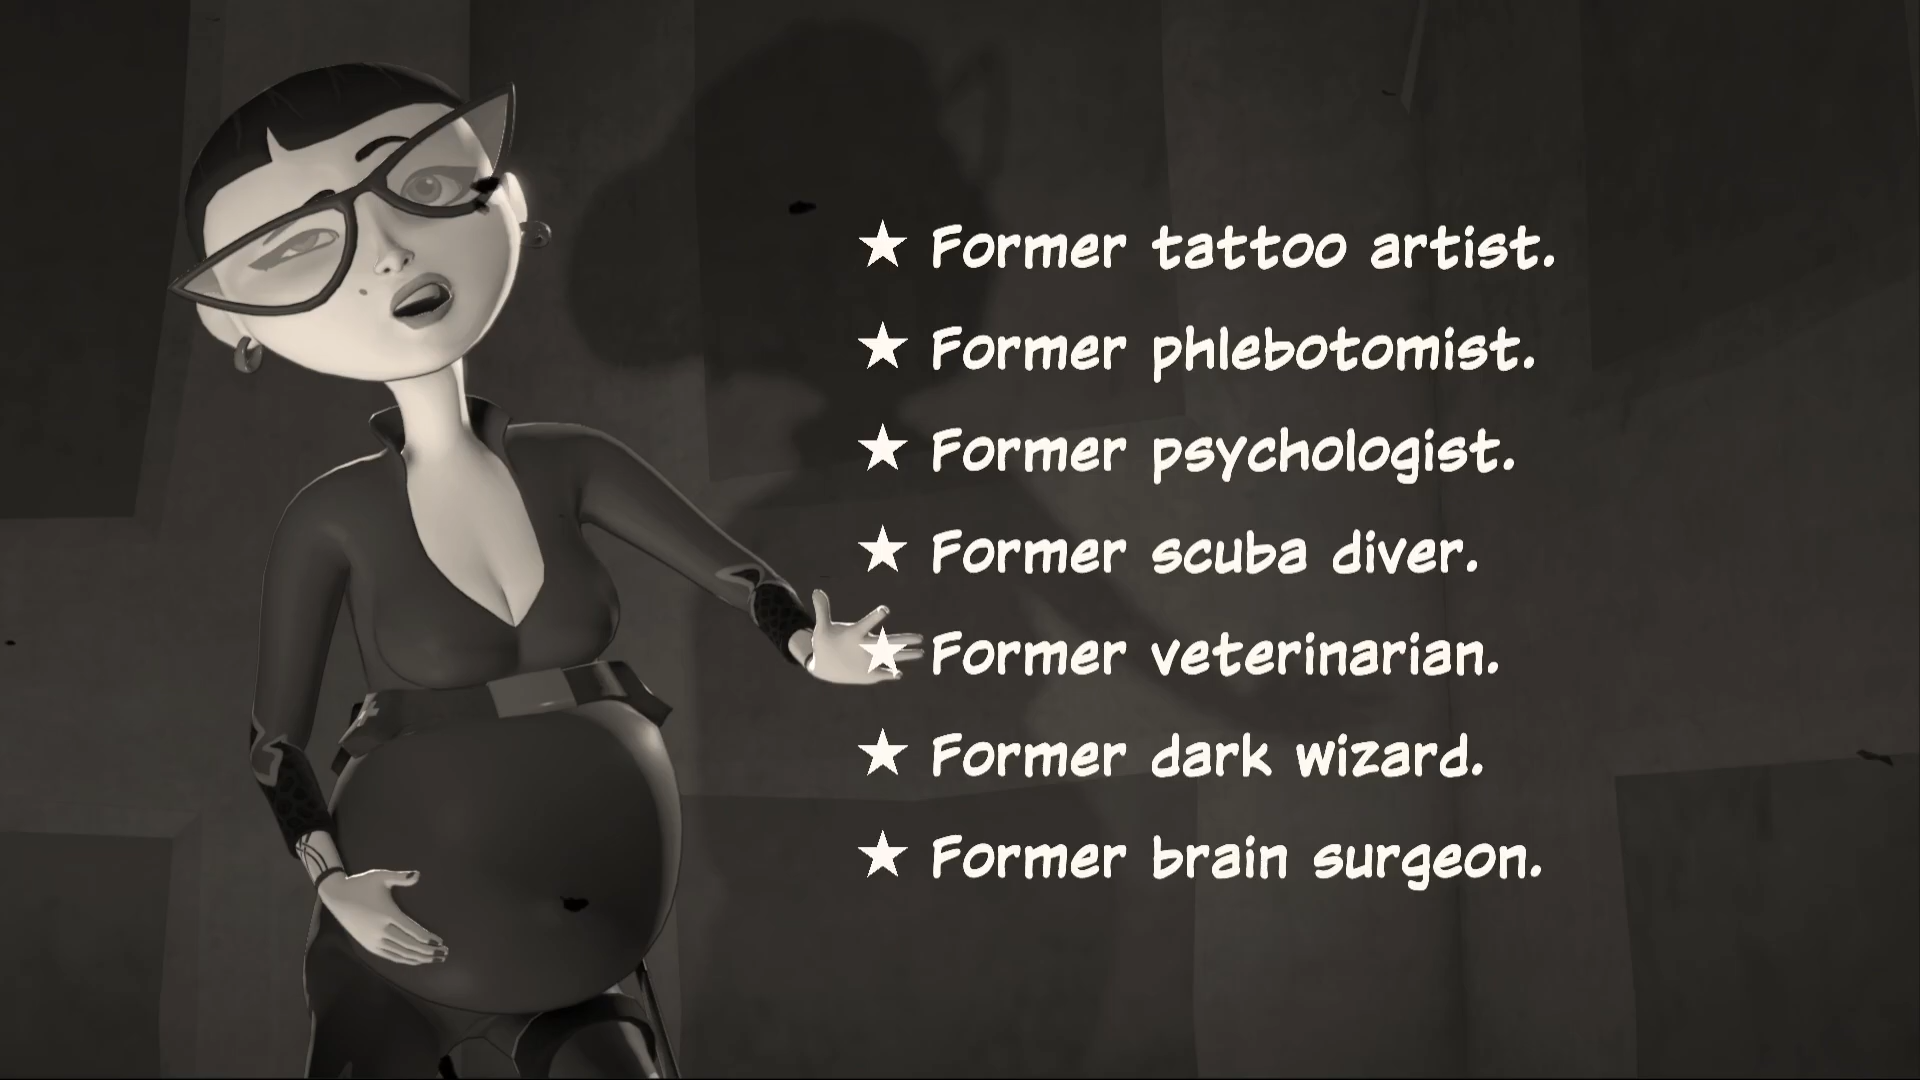 ★ Former tattoo artist.
★ Former phlebotomist.
★ Former psychologist.
★ Former scuba diver.
★ Former veterinarian.
★ Former dark wizard.
★ Former brain surgeon.